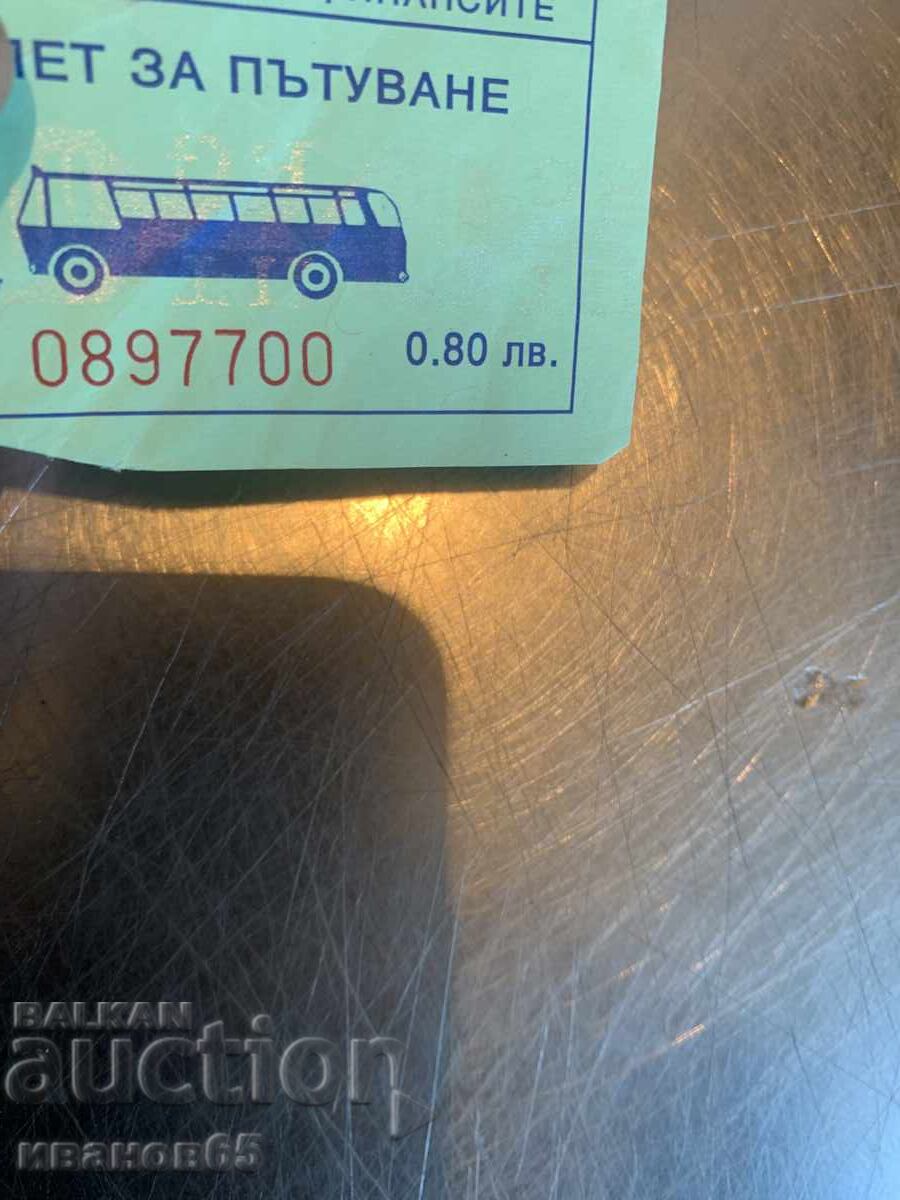 ЛЕТ ЗА ПЪТУВАНЕ
0897700 0.80 лв.
BALKAN
auction
иванов65